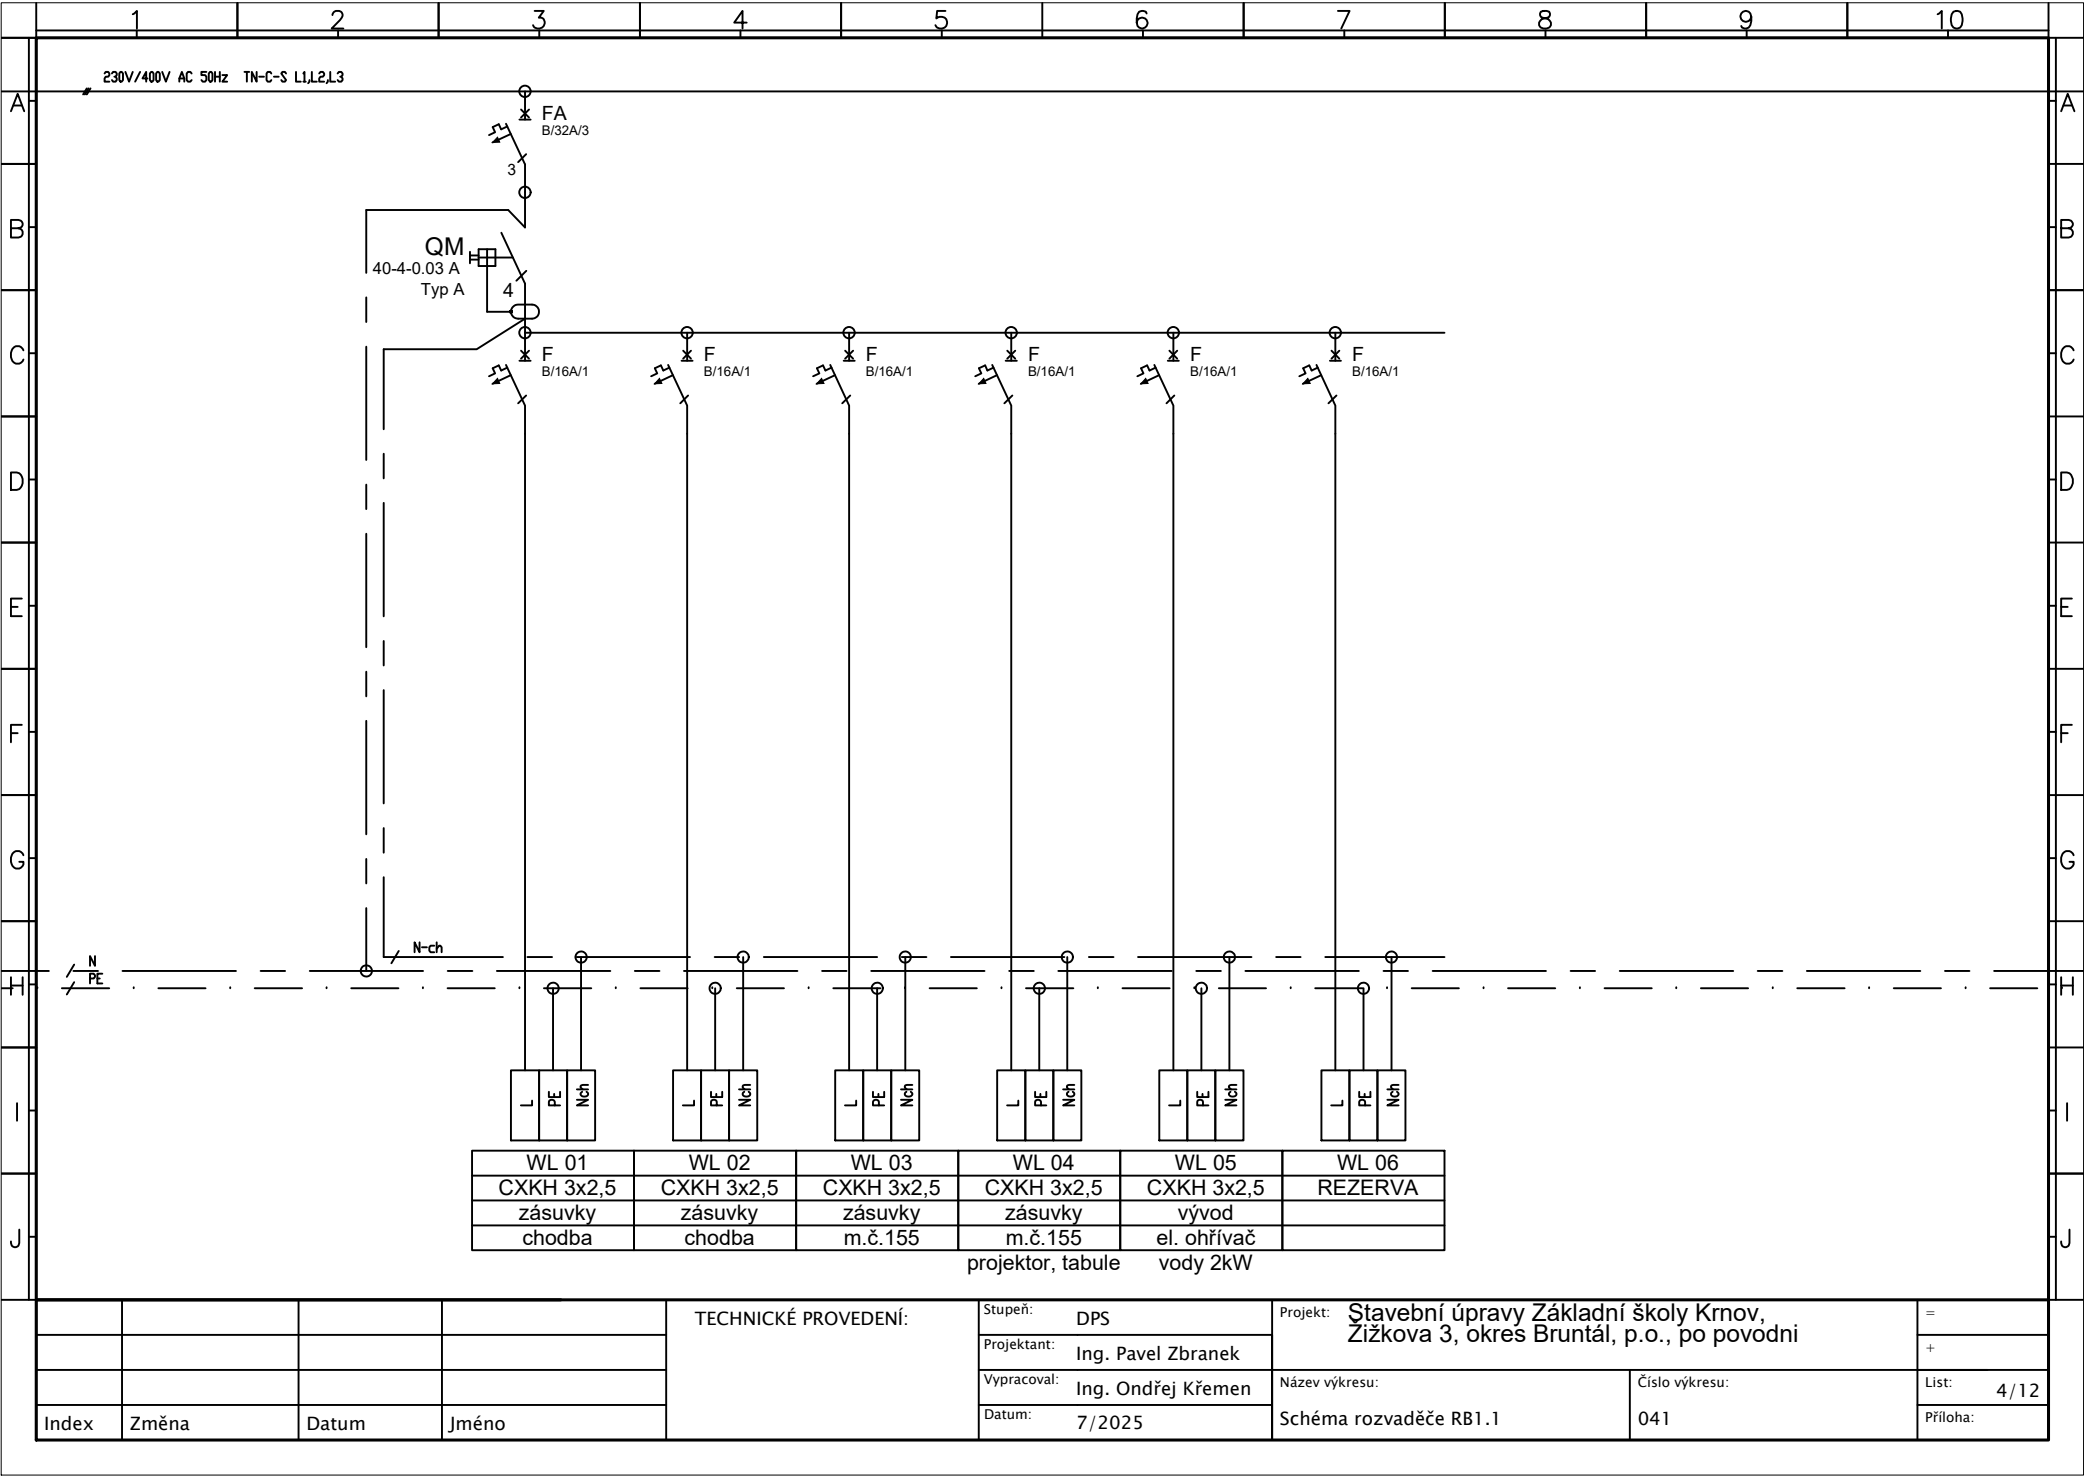 1 2 3 4 5 6 7 8 9 10
230V/400V AC 50Hz TN-C-S L1,L2,L3
A A
FA
B/32A/3
3
B B
QM
40-4-0.03 A
Typ A
4
C C
F F F F F F
B/16A/1 B/16A/1 B/16A/1 B/16A/1 B/16A/1 B/16A/1
D D
E E
F F
G G
N-ch
N
PE
H H
L PE Nch L PE Nch L PE Nch L PE Nch L PE Nch L PE Nch
I I
WL 01 WL 02 WL 03 WL 04 WL 05 WL 06
CXKH 3x2,5 CXKH 3x2,5 CXKH 3x2,5 CXKH 3x2,5 CXKH 3x2,5 REZERVA
zásuvky zásuvky zásuvky zásuvky vývod
chodba chodba m.č.155 m.č.155 el. ohřívač
J J
projektor, tabule vody 2kW
TECHNICKÉ PROVEDENÍ:
Stupeň: DPS
Projektant: Ing. Pavel Zbranek
Vypracoval: Ing. Ondřej Křemen
Datum: 7/2025
Projekt: Stavební úpravy Základní školy Krnov,
Žižkova 3, okres Bruntál, p.o., po povodni
Název výkresu:
Schéma rozvaděče RB1.1
Číslo výkresu:
041
=
+
List: 4/12
Příloha:
Index Změna Datum Jméno